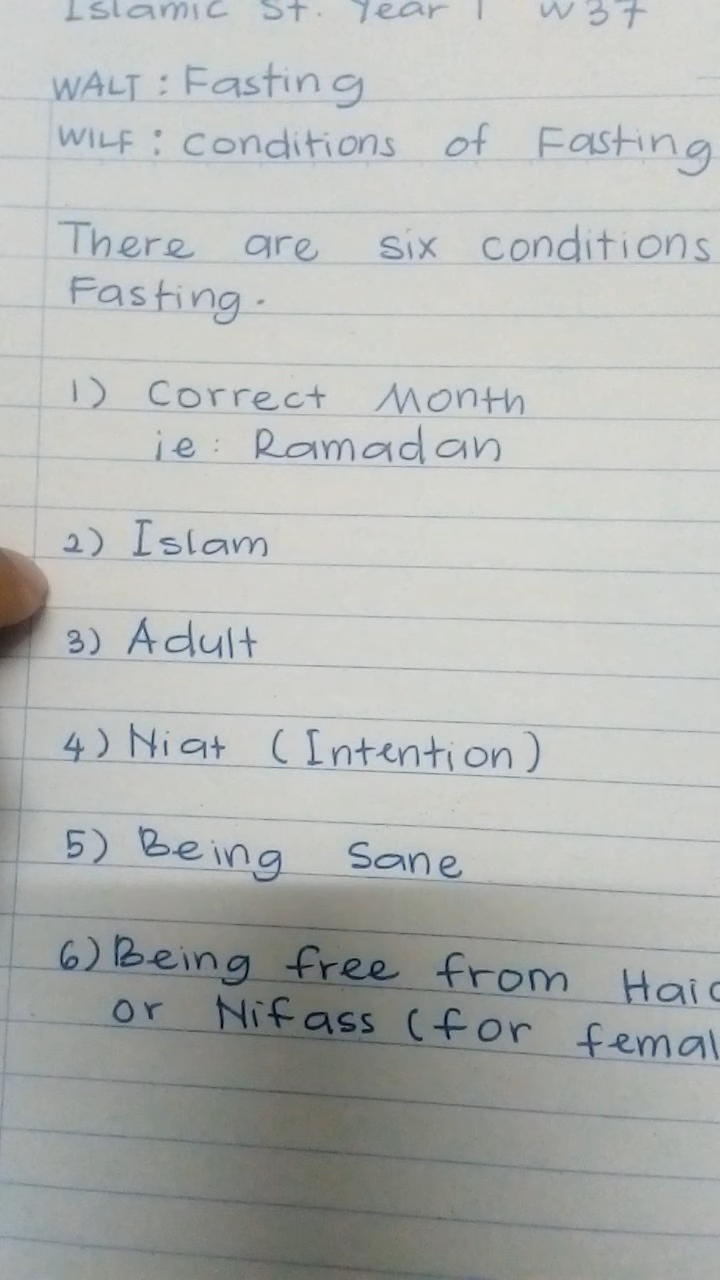 Islamic St. Year 1 W37
WALT : Fasting
WILF : conditions of Fasting
There are six conditions
Fasting.
1) Correct Month
ie : Ramadan
2) Islam
3) Adult
4) Niat (Intention)
5) Being Sane
6) Being free from
or Nifass (for